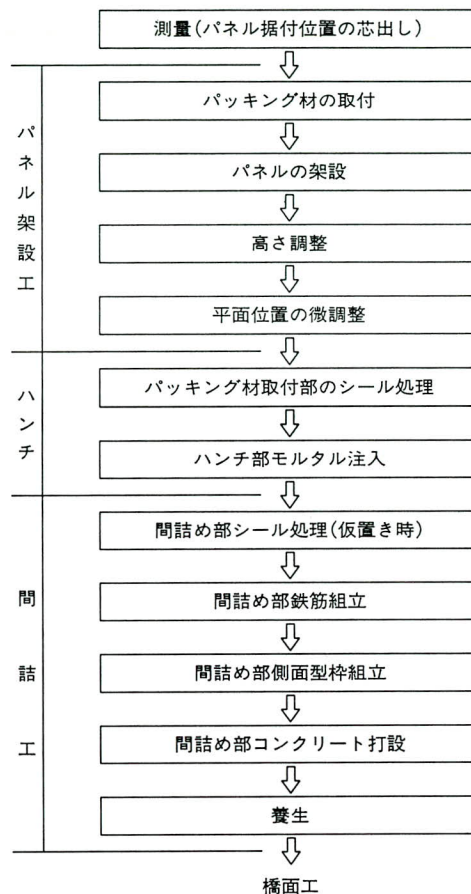 測量(パネル据付位置の芯出し)
パネル架設工
パッキング材の取付
パネルの架設
高さ調整
平面位置の微調整
ハンチ
パッキング材取付部のシール処理
ハンチ部モルタル注入
間詰工
間詰め部シール処理(仮置き時)
間詰め部鉄筋組立
間詰め部側面型枠組立
間詰め部コンクリート打設
養生
橋面工